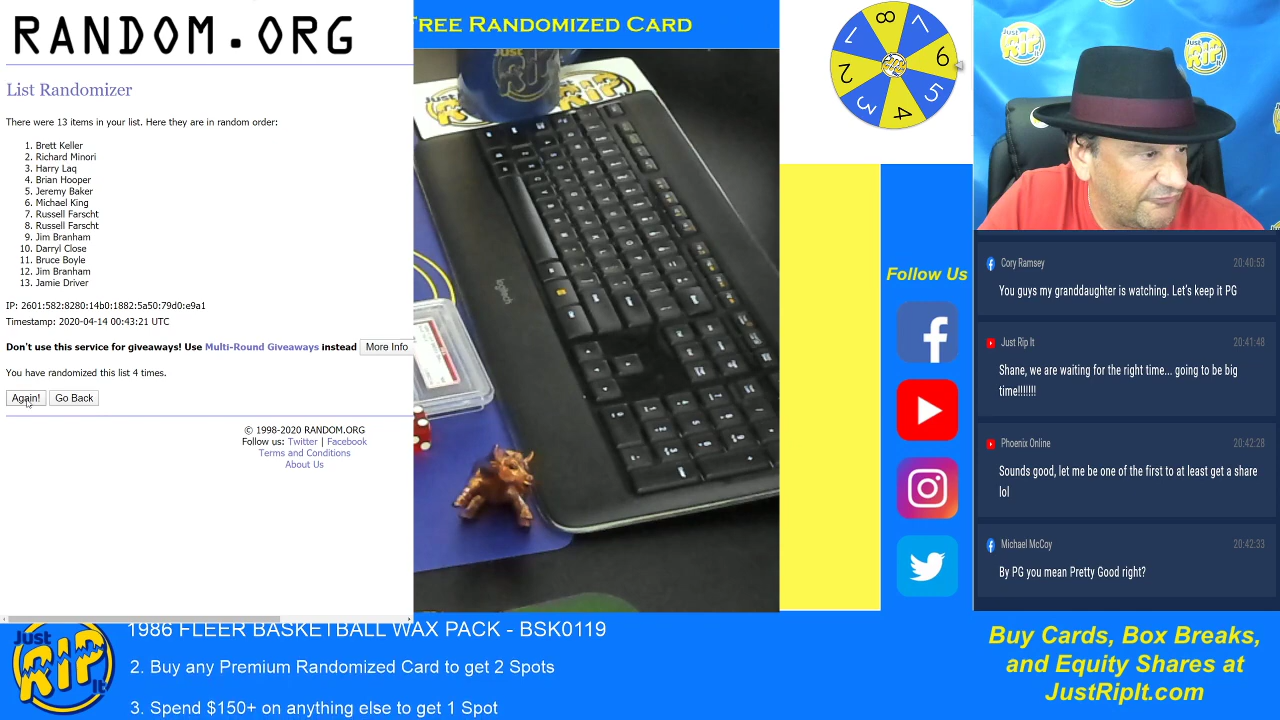 RANDOM.ORG
List Randomizer
There were 13 items in your list. Here they are in random order:
1. Brett Keller
2. Richard Minori
3. Harry Laq
4. Brian Hooper
5. Jeremy Baker
6. Michael King
7. Russell Farscht
8. Russell Farscht
9. Jim Branham
10. Darryl Close
11. Bruce Boyle
12. Jim Branham
13. Jamie Driver
IP: 2601:582:8280:14b0:1882:5a50:79d0:e9a1
Timestamp: 2020-04-14 00:43:21 UTC
Don't use this service for giveaways! Use Multi-Round Giveaways instead More Info
You have randomized this list 4 times.
Again! Go Back
© 1998-2020 RANDOM.ORG
Follow us: Twitter | Facebook
Terms and Conditions
About Us
FREE RANDOMIZED CARD
Just
RIP
It
logitech
8
7
6
5
4
3
2
1
Follow Us
Cory Ramsey 20:40:53
You guys my granddaughter is watching. Let's keep it PG
Just Rip It 20:41:48
Shane, we are waiting for the right time... going to be big
time!!!!!!!
Phoenix Online 20:42:28
Sounds good, let me be one of the first to at least get a share
lol
Michael McCoy 20:42:33
By PG you mean Pretty Good right?
Just
RIP
It
1986 FLEER BASKETBALL WAX PACK - BSK0119
2. Buy any Premium Randomized Card to get 2 Spots
3. Spend $150+ on anything else to get 1 Spot
Buy Cards, Box Breaks,
and Equity Shares at
JustRipIt.com